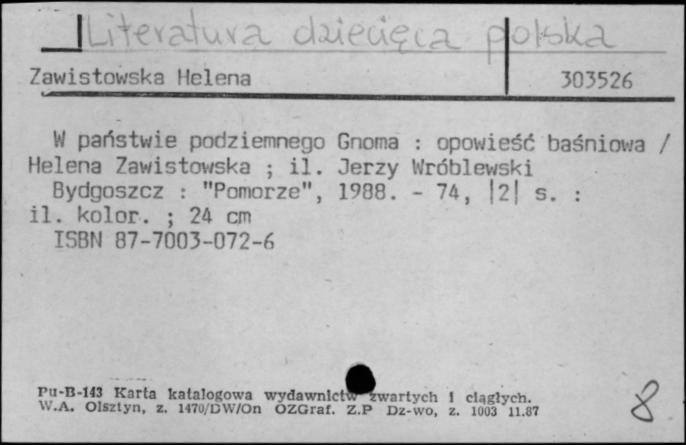 Literatura dziecięca polska
Zawistowska Helena 303526
W państwie podziemnego Gnoma : opowieść baśniowa /
Helena Zawistowska ; il. Jerzy Wróblewski
Bydgoszcz : "Pomorze", 1988. - 74, |2| s. :
il. kolor. ; 24 cm
ISBN 87-7003-072-6
Pu-B-143 Karta katalogowa wydawnictw zwartych i ciągłych.
W.A. Olsztyn, z. 1470/DW/On OZGraf. Z.P Dz-wo, z. 1003 11.87
8